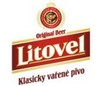 Original Beer
Litovel
Klasicky vařené pivo